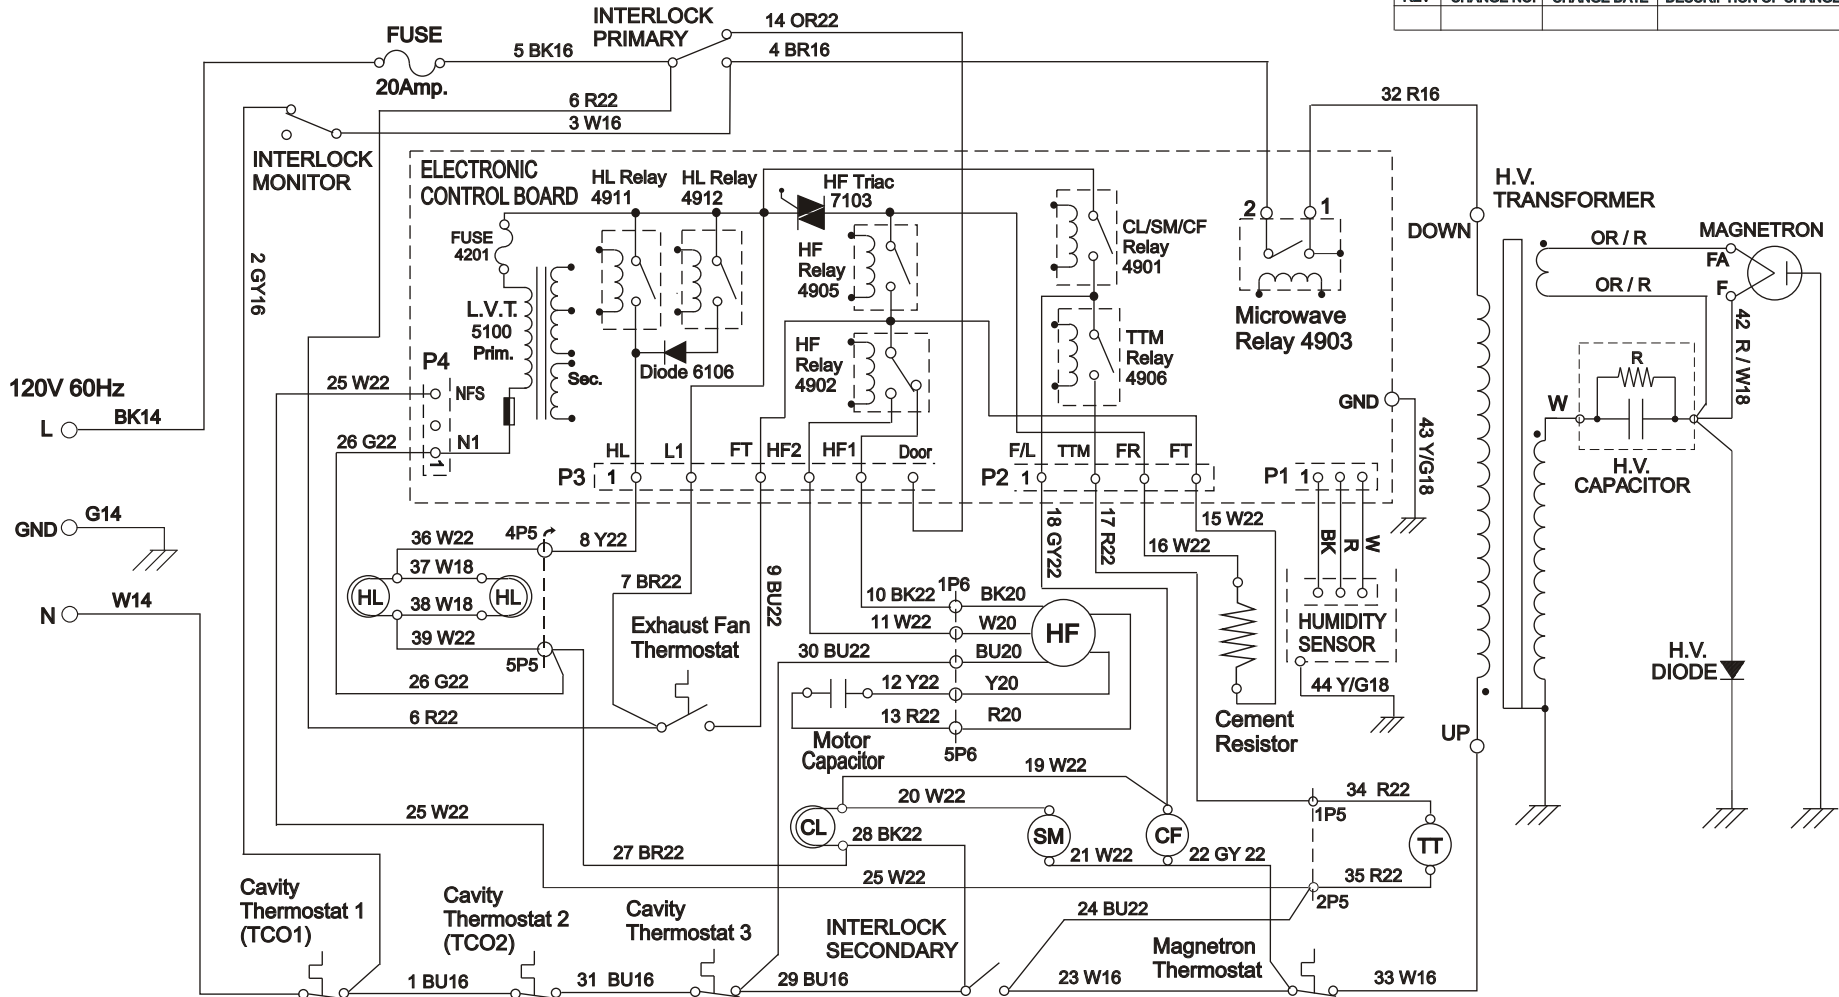 INTERLOCK
PRIMARY
14 OR22
FUSE
5 BK16
4 BR16
20Amp.
6 R22
3 W16
32 R16
INTERLOCK
MONITOR
ELECTRONIC
CONTROL BOARD
HL Relay
4911
HL Relay
4912
HF Triac
7103
H.V.
TRANSFORMER
2
1
DOWN
MAGNETRON
OR / R
FA
OR / R
F
FUSE
4201
HF
Relay
4905
CL/SM/CF
Relay
4901
2 GY16
L.V.T.
5100
Prim.
Sec.
Microwave
Relay 4903
42 R / W18
P4
Diode 6106
HF
Relay
4902
TTM
Relay
4906
R
120V 60Hz
25 W22
NFS
GND
W
L
BK14
43 Y/G18
26 G22
N1
1
HL
L1
FT
HF2
HF1
Door
F/L
TTM
FR
FT
H.V.
CAPACITOR
P3
1
P2
1
P1
1
GND
G14
36 W22
4P5
8 Y22
18 GY22
17 R22
15 W22
16 W22
BK
R
W
37 W18
HL
HL
38 W18
7 BR22
9 BU22
10 BK22
1P6
BK20
N
W14
39 W22
5P5
Exhaust Fan
Thermostat
11 W22
W20
HF
HUMIDITY
SENSOR
30 BU22
BU20
H.V.
DIODE
26 G22
12 Y22
Y20
44 Y/G18
6 R22
13 R22
R20
Cement
Resistor
UP
Motor
Capacitor
5P6
19 W22
20 W22
34 R22
1P5
25 W22
CL
28 BK22
SM
CF
TT
27 BR22
21 W22
22 GY 22
25 W22
35 R22
2P5
Cavity
Thermostat 1
(TCO1)
Cavity
Thermostat 2
(TCO2)
Cavity
Thermostat 3
24 BU22
INTERLOCK
SECONDARY
Magnetron
Thermostat
1 BU16
31 BU16
29 BU16
23 W16
33 W16